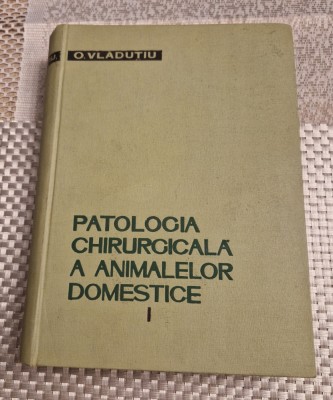 O. VLADUTIU
PATOLOGIA
CHIRURGICALĂ
A ANIMALELOR
DOMESTICE
I